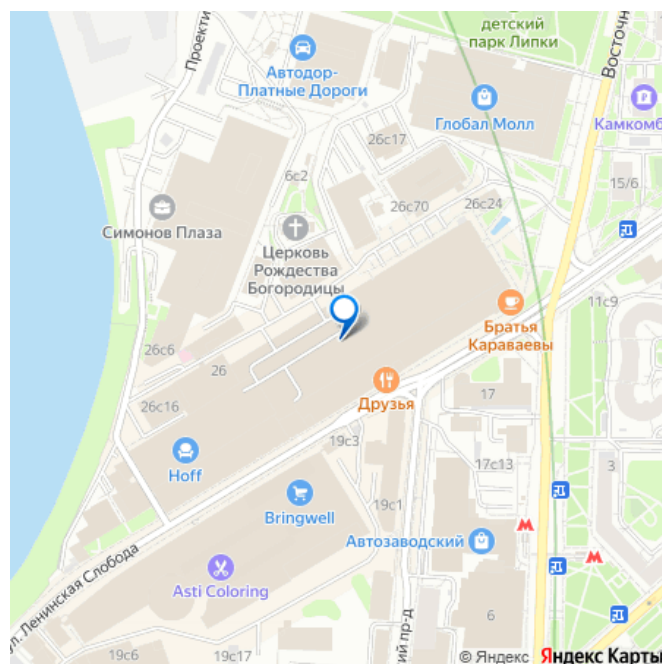 детский
парк Липки
Проекти
Восточн
Автодор-
Платные Дороги
Глобал Молл
Камкомб
26с17
6с2
15/6
26с70
26с24
Симонов Плаза
Церковь
Рождества
Богородицы
11с9
Братья
Караваевы
26с6
26
Друзья
17
26с16
19с3
3
Hoff
17с13
Bringwell
19с1
Автозаводский
ул. Ленинская Слобода
Asti Coloring
6
ий пр-д
19с6
19с17
© Яндекс Яндекс Карты